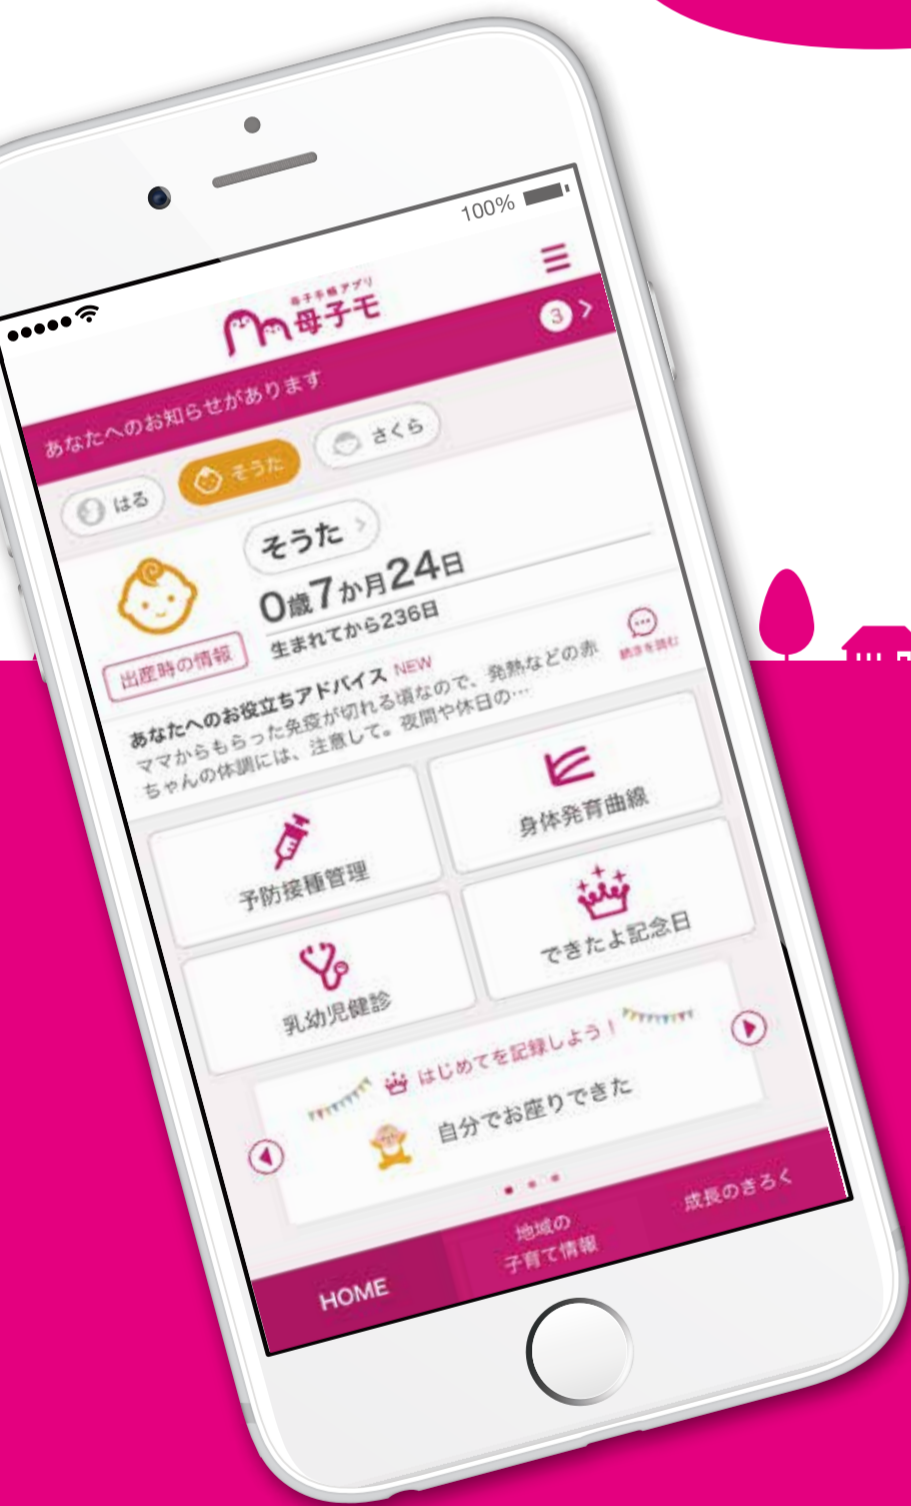 100%
母子手帳アプリ
母子モ
あなたへのお知らせがあります
3
はる
そうた
さくら
そうた
0歳7か月24日
生まれてから236日
出産時の情報
あなたへのお役立ちアドバイス NEW
ママからもらった免疫が切れる頃なので、発熱などの赤
ちゃんの体調には、注意して。夜間や休日の…
続きを読む
予防接種管理
身体発育曲線
乳幼児健診
できたよ記念日
はじめてを記録しよう！
自分でお座りできた
HOME
地域の
子育て情報
成長のきろく